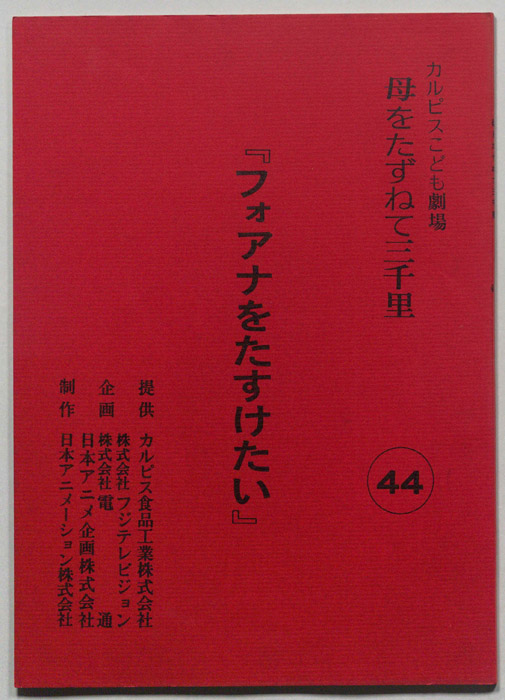 カルピスこども劇場
母をたずねて三千里
44
『フォアナをたすけたい』
提供 カルピス食品工業株式会社
企画 株式会社フジテレビジョン
株式会社電通
日本アニメ企画株式会社
制作 日本アニメーション株式会社